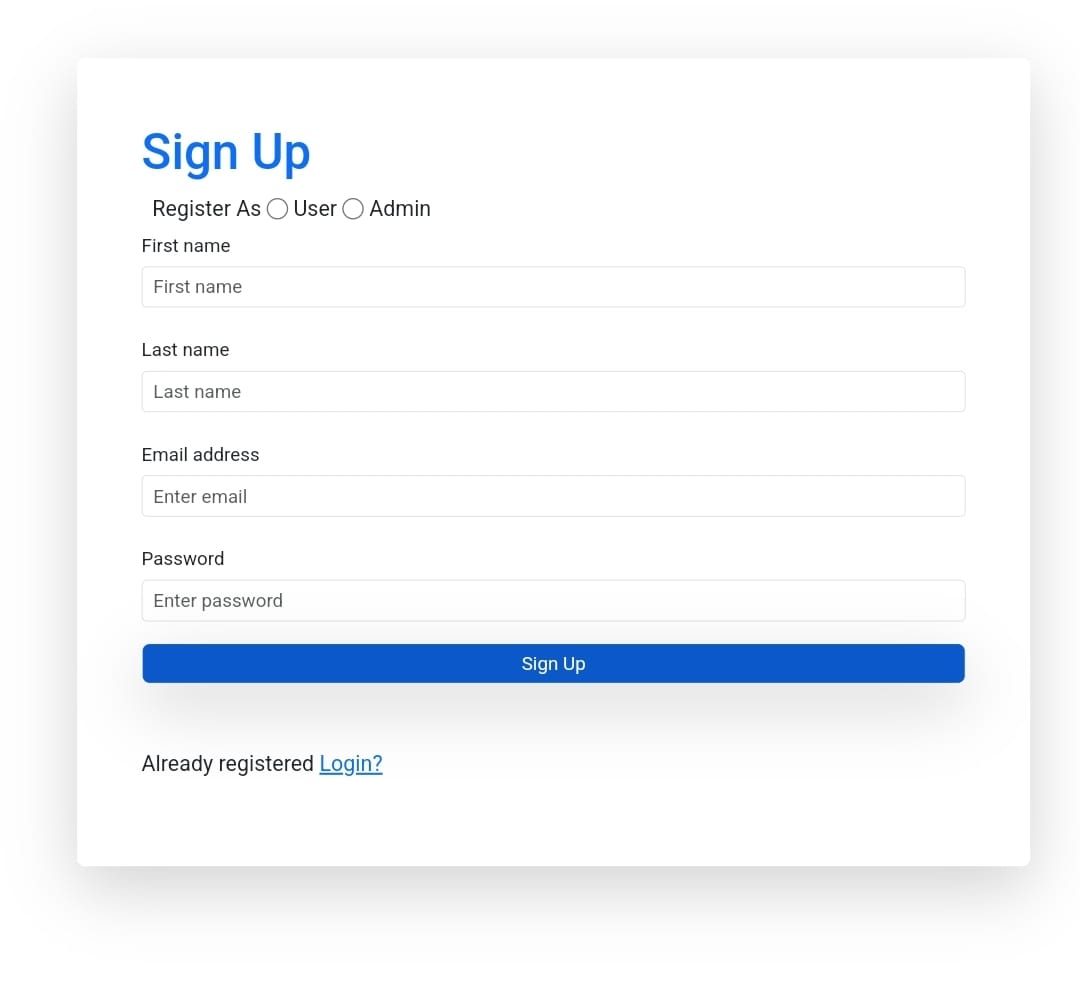 Sign Up
Register As User Admin
First name
First name
Last name
Last name
Email address
Enter email
Password
Enter password
Sign Up
Already registered Login?